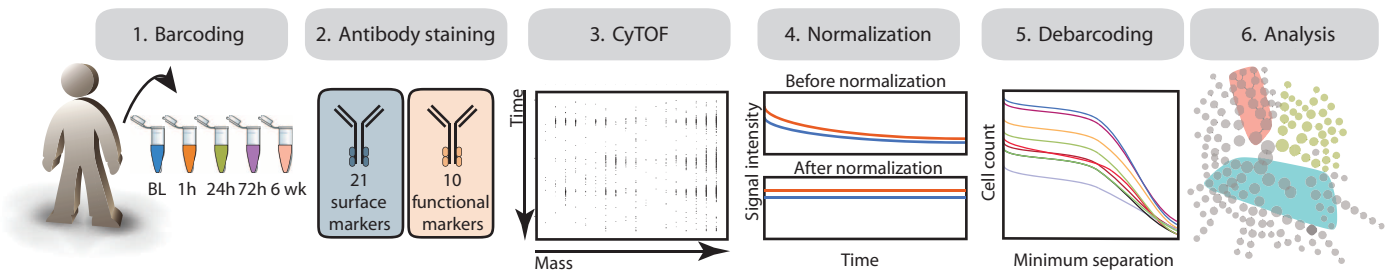 1. Barcoding
BL 1h 24h 72h 6 wk
2. Antibody staining
21
surface
markers
10
functional
markers
3. CyTOF
Time
Mass
4. Normalization
Before normalization
After normalization
Signal intensity
Time
5. Debarcoding
Cell count
Minimum separation
6. Analysis